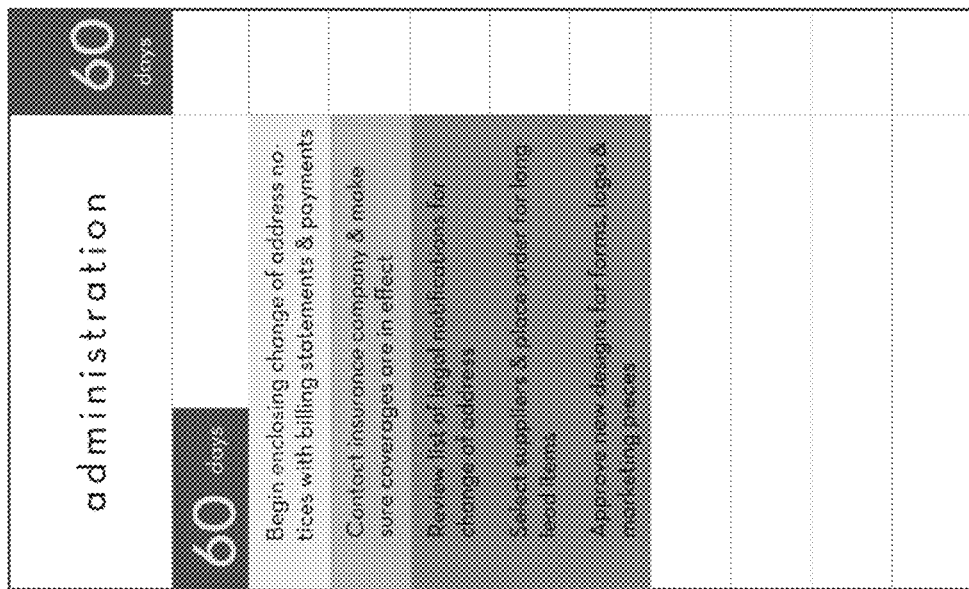 60
days
administration
60 days
Begin enclosing change of address no
tices with billing statements & payments
Contact insurance company & make
sure coverages are in effect
Review list of legal notifications for
change of address
Select suppliers & place order for long
lead items
Approve new designs for forms, logo &
marketing pieces